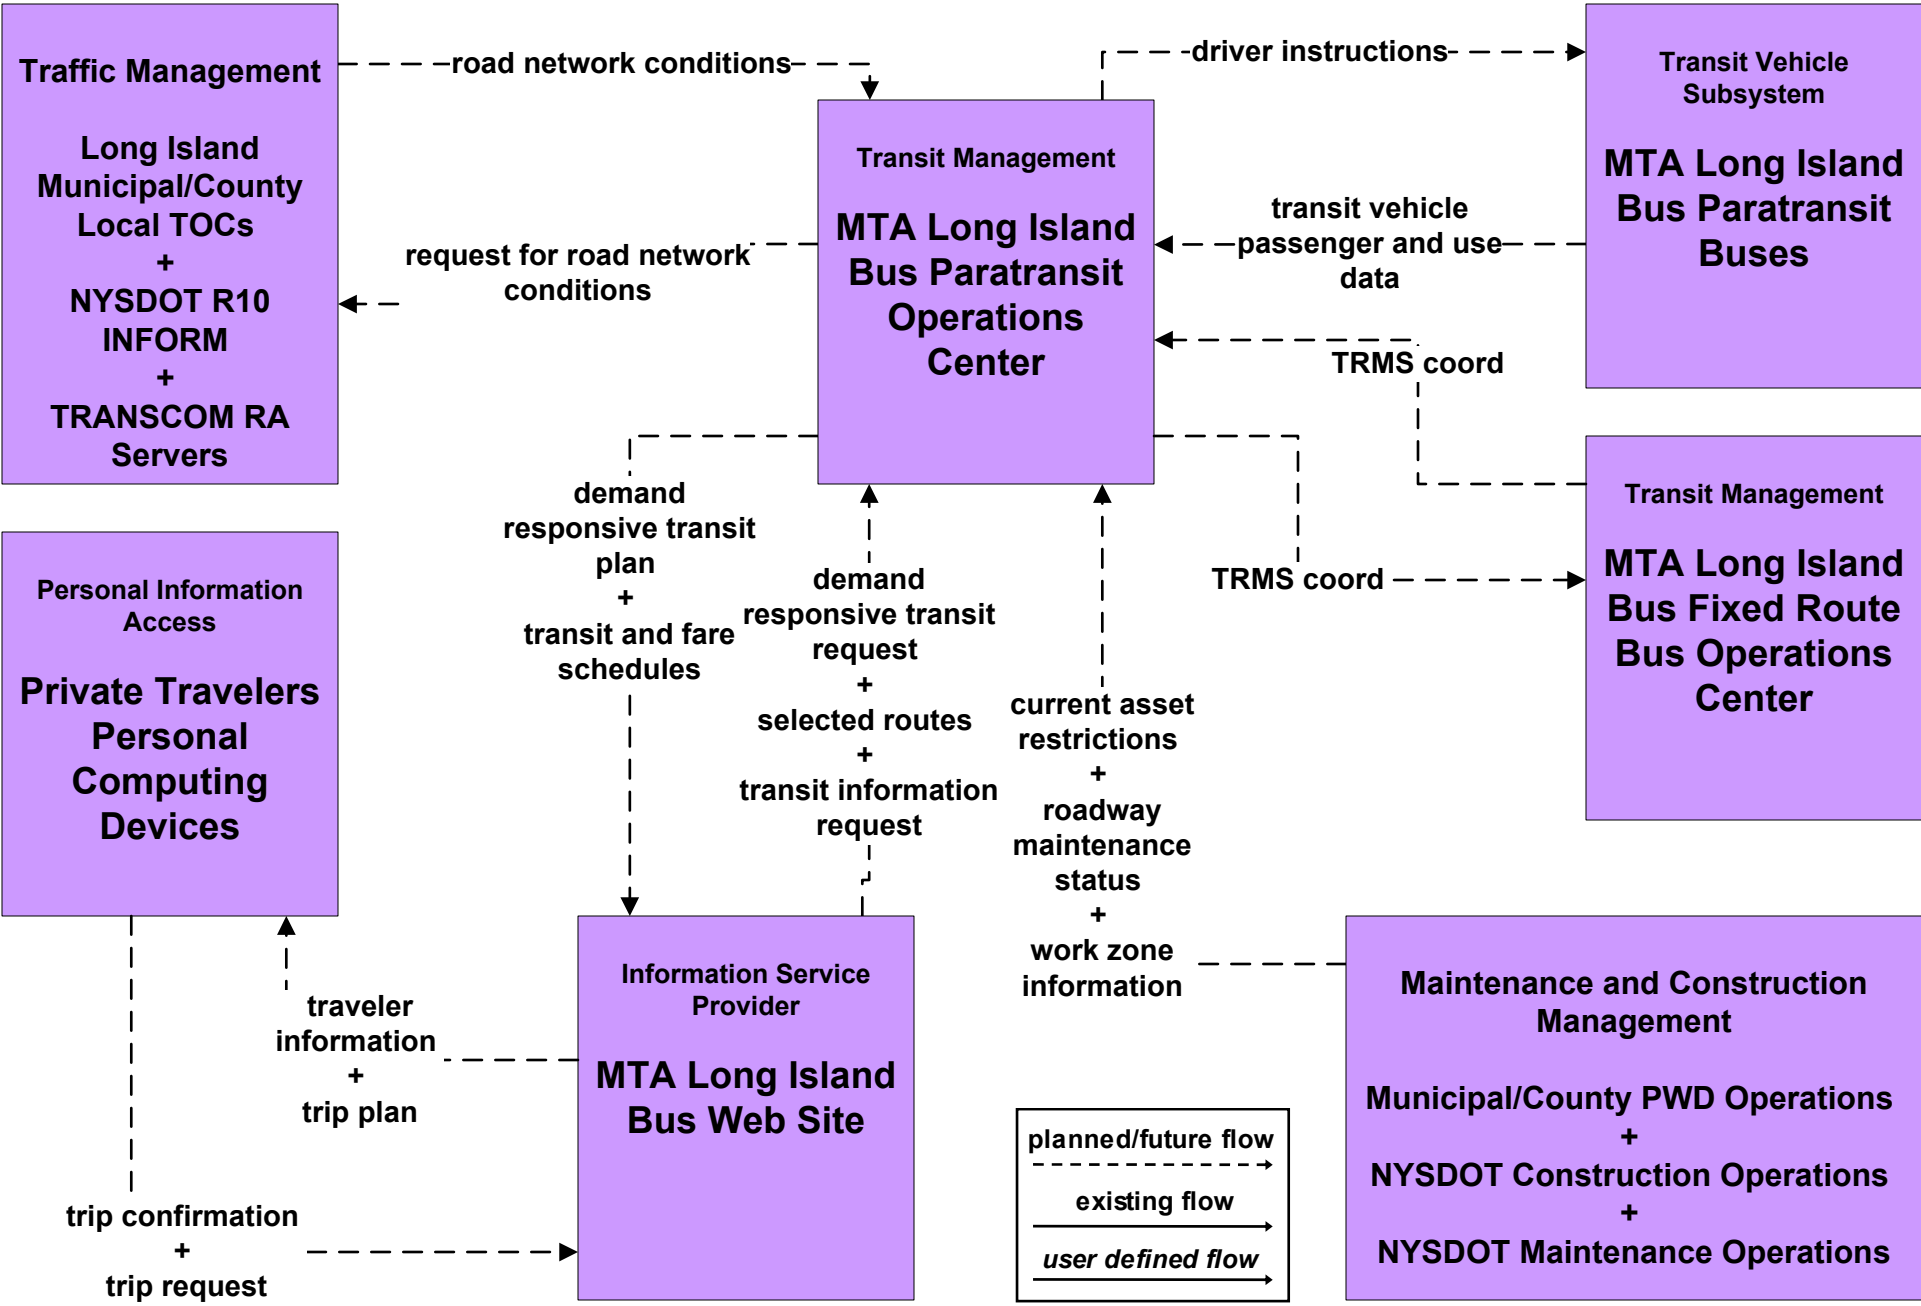 Traffic Management
Long Island
Municipal/County
Local TOCs
+
NYSDOT R10
INFORM
+
TRANSCOM RA
Servers
road network conditions
request for road network
conditions
Transit Management
MTA Long Island
Bus Paratransit
Operations
Center
driver instructions
Transit Vehicle
Subsystem
MTA Long Island
Bus Paratransit
Buses
transit vehicle
passenger and use
data
TRMS coord
TRMS coord
Transit Management
MTA Long Island
Bus Fixed Route
Bus Operations
Center
Personal Information
Access
Private Travelers
Personal
Computing
Devices
demand
responsive transit
plan
+
transit and fare
schedules
demand
responsive transit
request
+
selected routes
+
transit information
request
current asset
restrictions
+
roadway
maintenance
status
+
work zone
information
traveler
information
+
trip plan
trip confirmation
+
trip request
Information Service
Provider
MTA Long Island
Bus Web Site
planned/future flow
existing flow
user defined flow
Maintenance and Construction
Management
Municipal/County PWD Operations
+
NYSDOT Construction Operations
+
NYSDOT Maintenance Operations